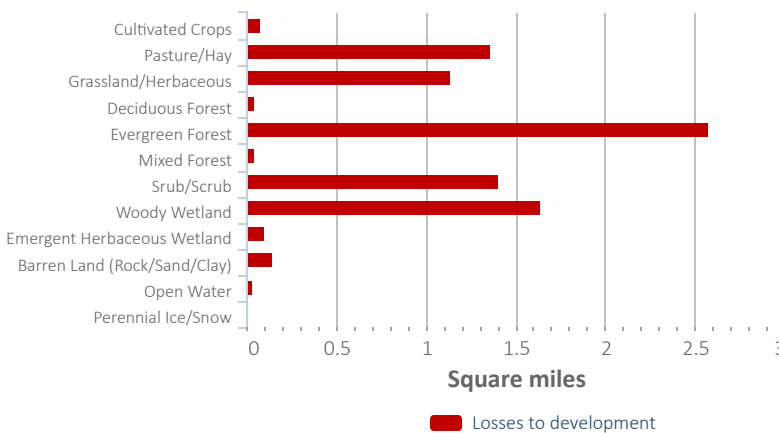 Cultivated Crops
Pasture/Hay
Grassland/Herbaceous
Deciduous Forest
Evergreen Forest
Mixed Forest
Srub/Scrub
Woody Wetland
Emergent Herbaceous Wetland
Barren Land (Rock/Sand/Clay)
Open Water
Perennial Ice/Snow
0 0.5 1 1.5 2 2.5
Square miles
Losses to development